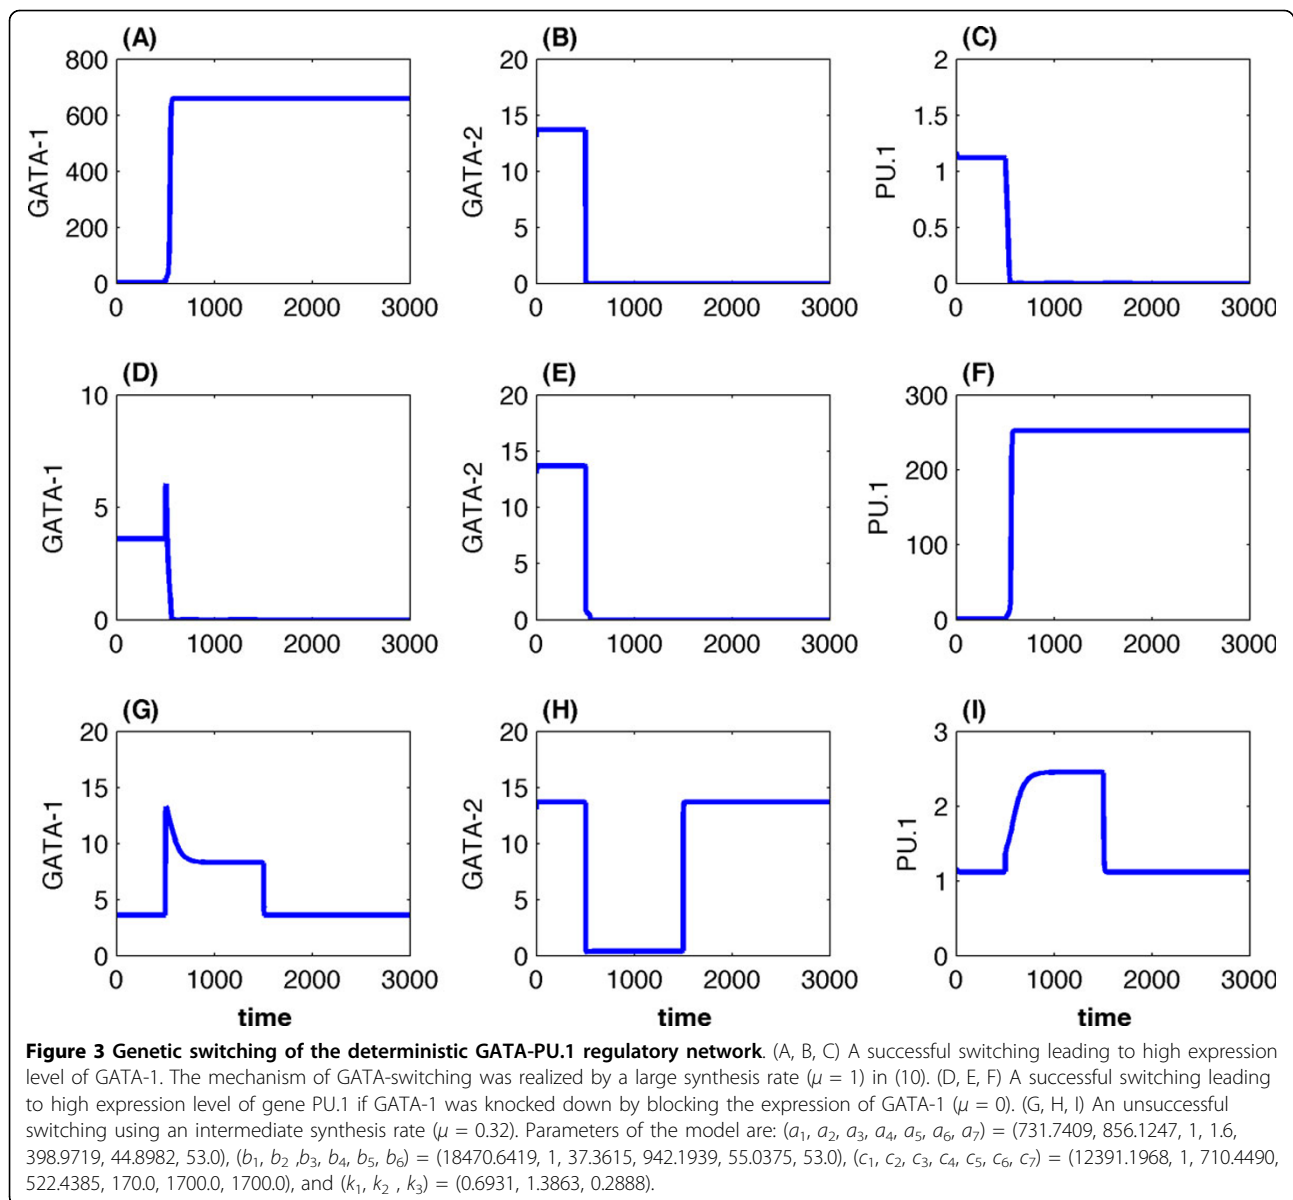 (A)
800
600
400
200
0
GATA-1
0 1000 2000 3000
(B)
20
15
10
5
0
GATA-2
0 1000 2000 3000
(C)
2
1.5
1
0.5
0
PU.1
0 1000 2000 3000
(D)
10
5
0
GATA-1
0 1000 2000 3000
(E)
20
15
10
5
0
GATA-2
0 1000 2000 3000
(F)
300
200
100
0
PU.1
0 1000 2000 3000
(G)
20
15
10
5
0
GATA-1
0 1000 2000 3000
time
(H)
20
15
10
5
0
GATA-2
0 1000 2000 3000
time
(I)
3
2
1
0
PU.1
0 1000 2000 3000
time
Figure 3 Genetic switching of the deterministic GATA-PU.1 regulatory network. (A, B, C) A successful switching leading to high expression
level of GATA-1. The mechanism of GATA-switching was realized by a large synthesis rate (μ = 1) in (10). (D, E, F) A successful switching leading
to high expression level of gene PU.1 if GATA-1 was knocked down by blocking the expression of GATA-1 (μ = 0). (G, H, I) An unsuccessful
switching using an intermediate synthesis rate (μ = 0.32). Parameters of the model are: (a₁, a₂, a₃, a₄, a₅, a₆, a₇) = (731.7409, 856.1247, 1, 1.6,
398.9719, 44.8982, 53.0), (b₁, b₂ ,b₃, b₄, b₅, b₆) = (18470.6419, 1, 37.3615, 942.1939, 55.0375, 53.0), (c₁, c₂, c₃, c₄, c₅, c₆, c₇) = (12391.1968, 1, 710.4490,
522.4385, 170.0, 1700.0, 1700.0), and (k₁, k₂ , k₃) = (0.6931, 1.3863, 0.2888).